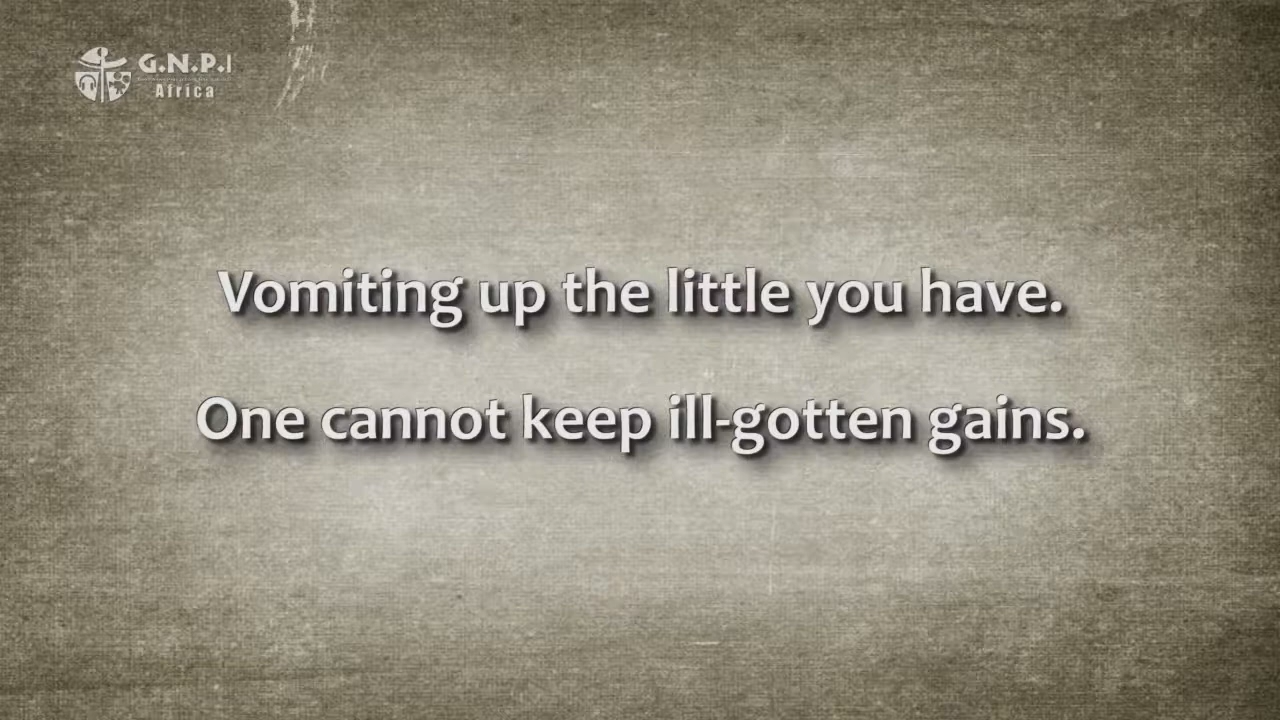 G.N.P.I
Africa
Vomiting up the little you have.
One cannot keep ill-gotten gains.